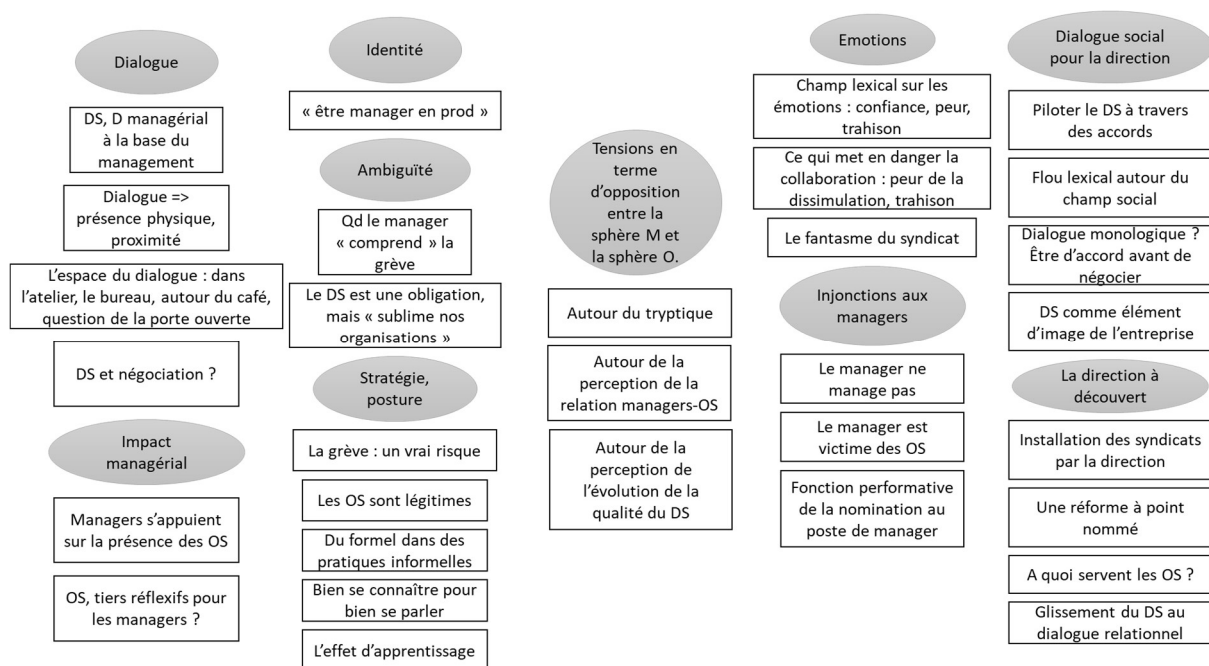 Dialogue
DS, D managérial
à la base du
management
Dialogue =>
présence physique,
proximité
L’espace du dialogue : dans
l’atelier, le bureau, autour du café,
question de la porte ouverte
DS et négociation ?
Impact
managérial
Managers s’appuient
sur la présence des OS
OS, tiers réflexifs pour
les managers ?
Identité
« être manager en prod »
Ambiguïté
Qd le manager
« comprend » la
grève
Le DS est une obligation,
mais « sublime nos
organisations »
Stratégie,
posture
La grève : un vrai risque
Les OS sont légitimes
Du formel dans des
pratiques informelles
Bien se connaître pour
bien se parler
L’effet d’apprentissage
Tensions en
terme
d’opposition
entre la
sphère M et
la sphère O.
Autour du tryptique
Autour de la
perception de la
relation managers-OS
Autour de la
perception de
l’évolution de la
qualité du DS
Emotions
Champ lexical sur les
émotions : confiance, peur,
trahison
Ce qui met en danger la
collaboration : peur de la
dissimulation, trahison
Le fantasme du syndicat
Injonctions aux
managers
Le manager ne
manage pas
Le manager est
victime des OS
Fonction performative
de la nomination au
poste de manager
Dialogue social
pour la direction
Piloter le DS à travers
des accords
Flou lexical autour du
champ social
Dialogue monologique ?
Être d’accord avant de
négocier
DS comme élément
d’image de l’entreprise
La direction à
découvert
Installation des syndicats
par la direction
Une réforme à point
nommé
A quoi servent les OS ?
Glissement du DS au
dialogue relationnel